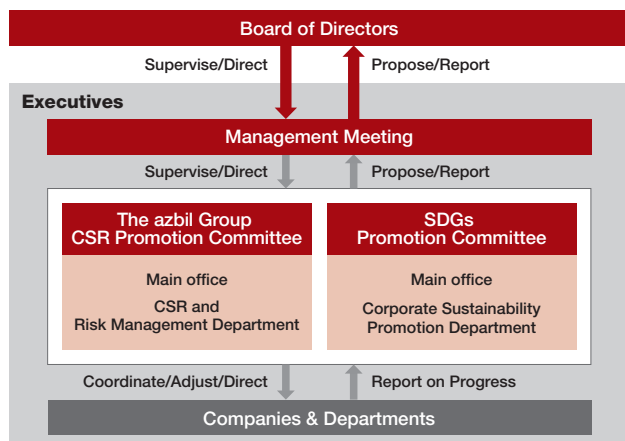 Board of Directors
Supervise/Direct
Propose/Report
Executives
Management Meeting
Supervise/Direct
Propose/Report
The azbil Group
CSR Promotion Committee
Main office
CSR and
Risk Management Department
SDGs
Promotion Committee
Main office
Corporate Sustainability
Promotion Department
Coordinate/Adjust/Direct
Report on Progress
Companies & Departments